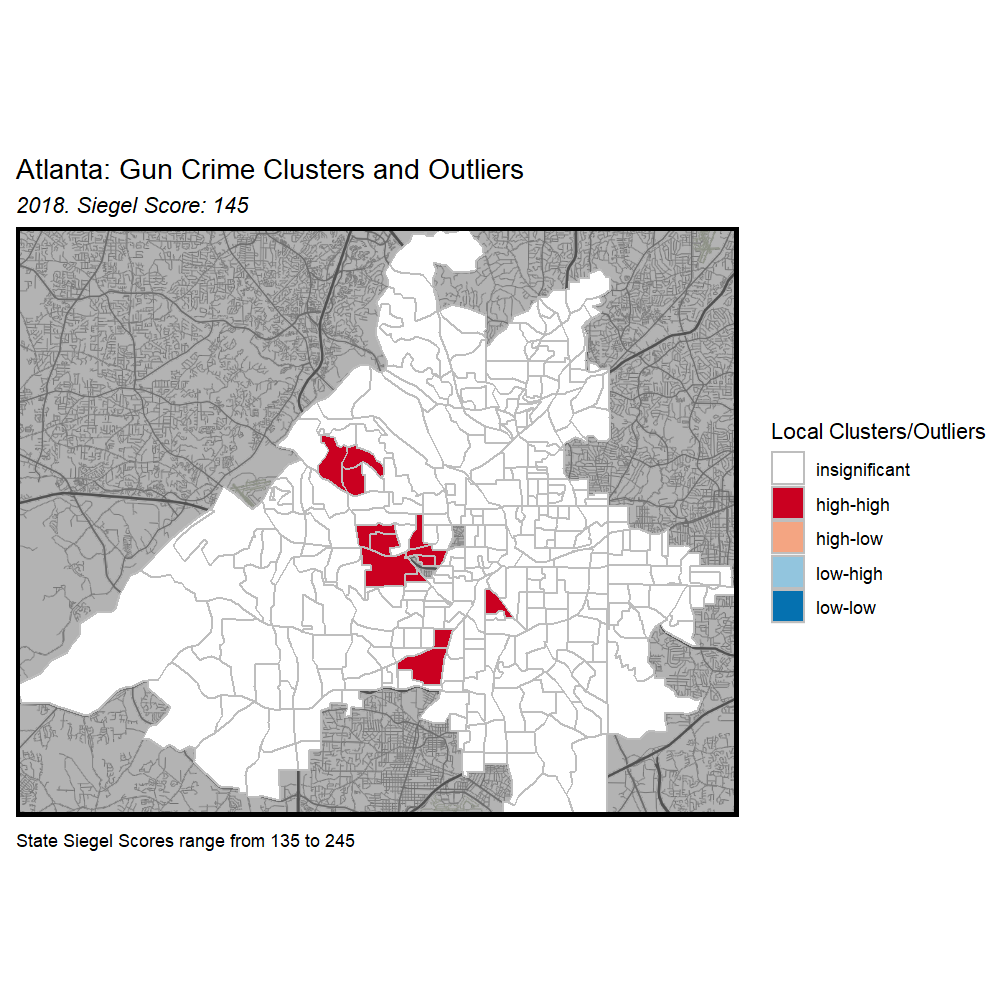 Atlanta: Gun Crime Clusters and Outliers
2018. Siegel Score: 145
Local Clusters/Outliers
insignificant
high-high
high-low
low-high
low-low
State Siegel Scores range from 135 to 245